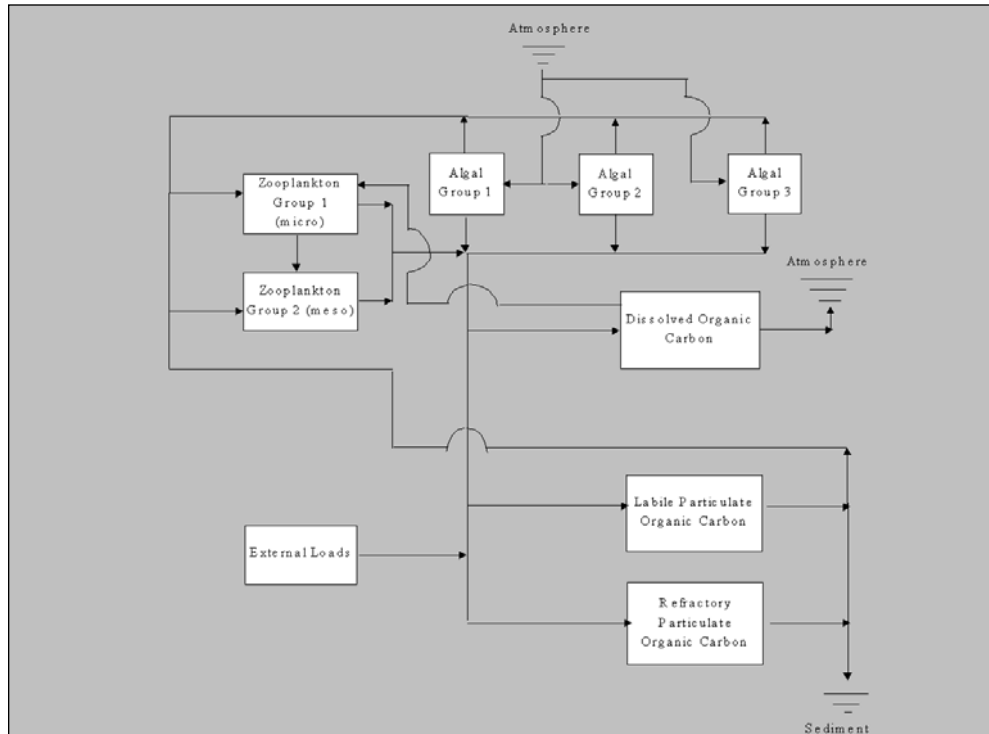 Atmosphere
Algal
Group 1
Algal
Group 2
Algal
Group 3
Zooplankton
Group 1
(micro)
Zooplankton
Group 2 (meso)
Atmosphere
Dissolved Organic
Carbon
Labile Particulate
Organic Carbon
External Loads
Refractory
Particulate
Organic Carbon
Sediment